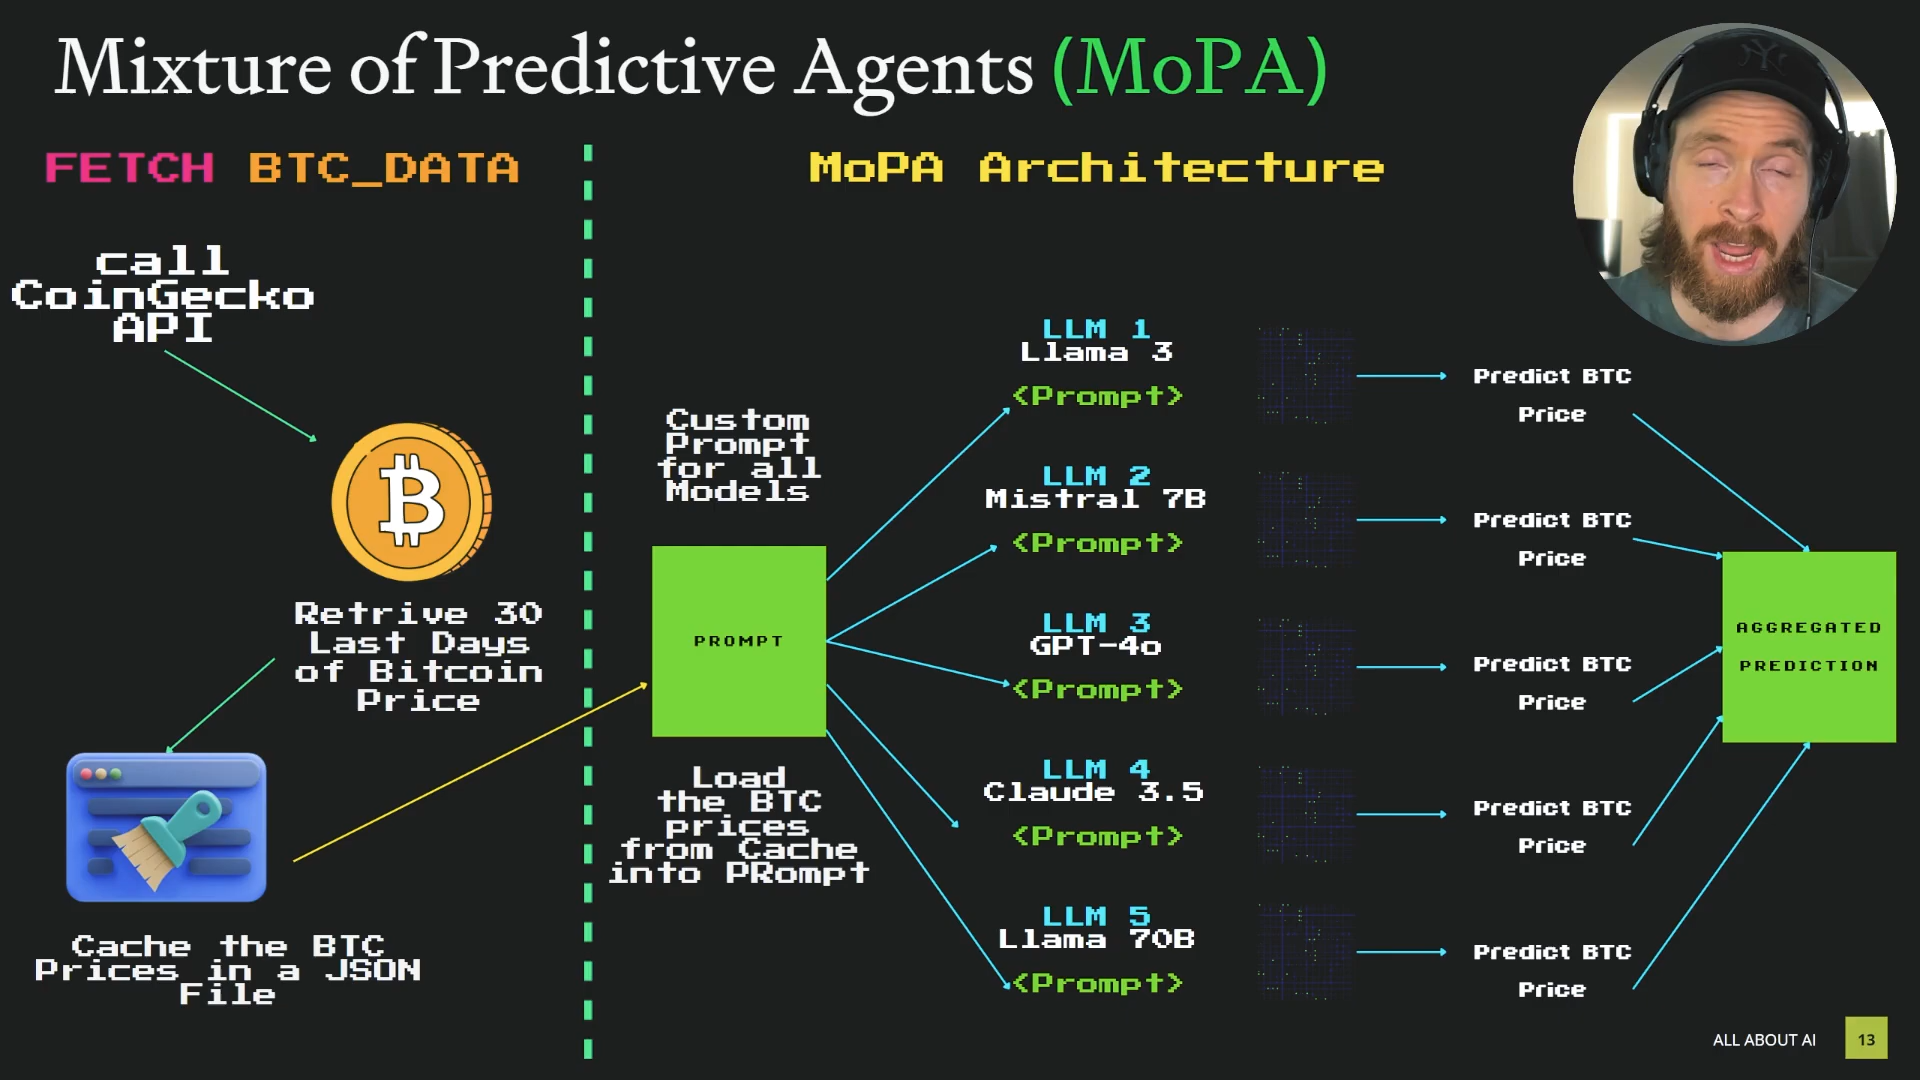 Mixture of Predictive Agents (MoPA)
FETCH BTC_DATA
call
CoinGecko
API
Retrive 30
Last Days
of Bitcoin
Price
Cache the BTC
Prices in a JSON
File
MoPA Architecture
Custom
Prompt
for all
Models
PROMPT
Load
the BTC
prices
from Cache
into PRompt
LLM 1
Llama 3
<Prompt>
Predict BTC
Price
LLM 2
Mistral 7B
<Prompt>
Predict BTC
Price
LLM 3
GPT-4o
<Prompt>
Predict BTC
Price
LLM 4
Claude 3.5
<Prompt>
Predict BTC
Price
LLM 5
Llama 70B
<Prompt>
Predict BTC
Price
AGGREGATED
PREDICTION
ALL ABOUT AI
13